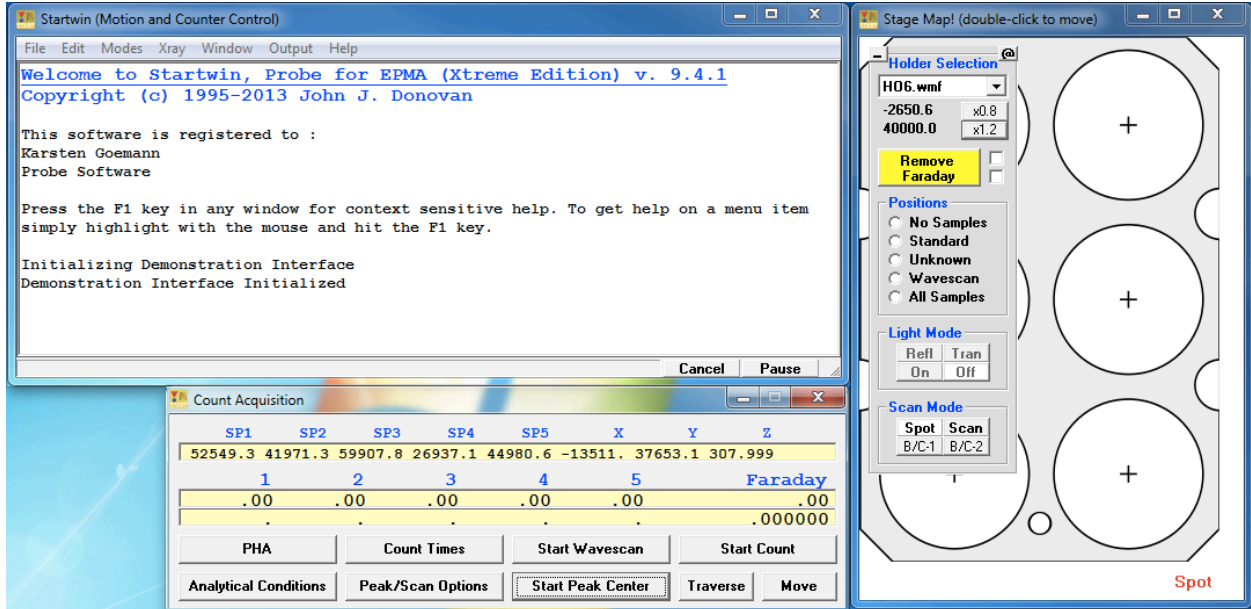 Startwin (Motion and Counter Control)
File Edit Modes Xray Window Output Help
Welcome to Startwin, Probe for EPMA (Xtreme Edition) v. 9.4.1
Copyright (c) 1995-2013 John J. Donovan
This software is registered to :
Karsten Goemann
Probe Software
Press the F1 key in any window for context sensitive help. To get help on a menu item
simply highlight with the mouse and hit the F1 key.
Initializing Demonstration Interface
Demonstration Interface Initialized
Cancel Pause
Count Acquisition
SP1 SP2 SP3 SP4 SP5 X Y Z
52549.3 41971.3 59907.8 26937.1 44980.6 -13511. 37653.1 307.999
1 2 3 4 5 Faraday
.00 .00 .00 .00 .00 .00
. . . . . .000000
PHA Count Times Start Wavescan Start Count
Analytical Conditions Peak/Scan Options Start Peak Center Traverse Move
Stage Map! (double-click to move)
@
Holder Selection
H06.wmf
-2650.6 x0.8
40000.0 x1.2
Remove
Faraday
Positions
No Samples
Standard
Unknown
Wavescan
All Samples
Light Mode
Refl Tran
On Off
Scan Mode
Spot Scan
B/C-1 B/C-2
Spot